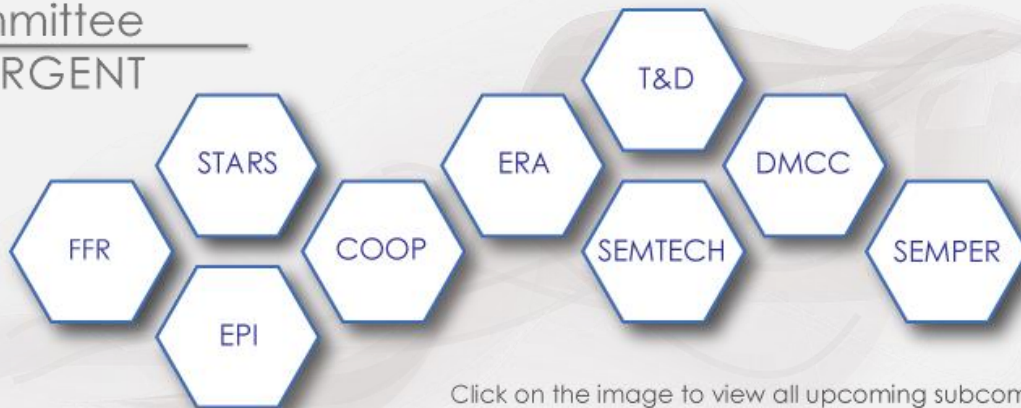 mmittee
RGENT
T&D
STARS
ERA
DMCC
FFR
COOP
SEMTECH
SEMPER
EPI
Click on the image to view all upcoming subcom